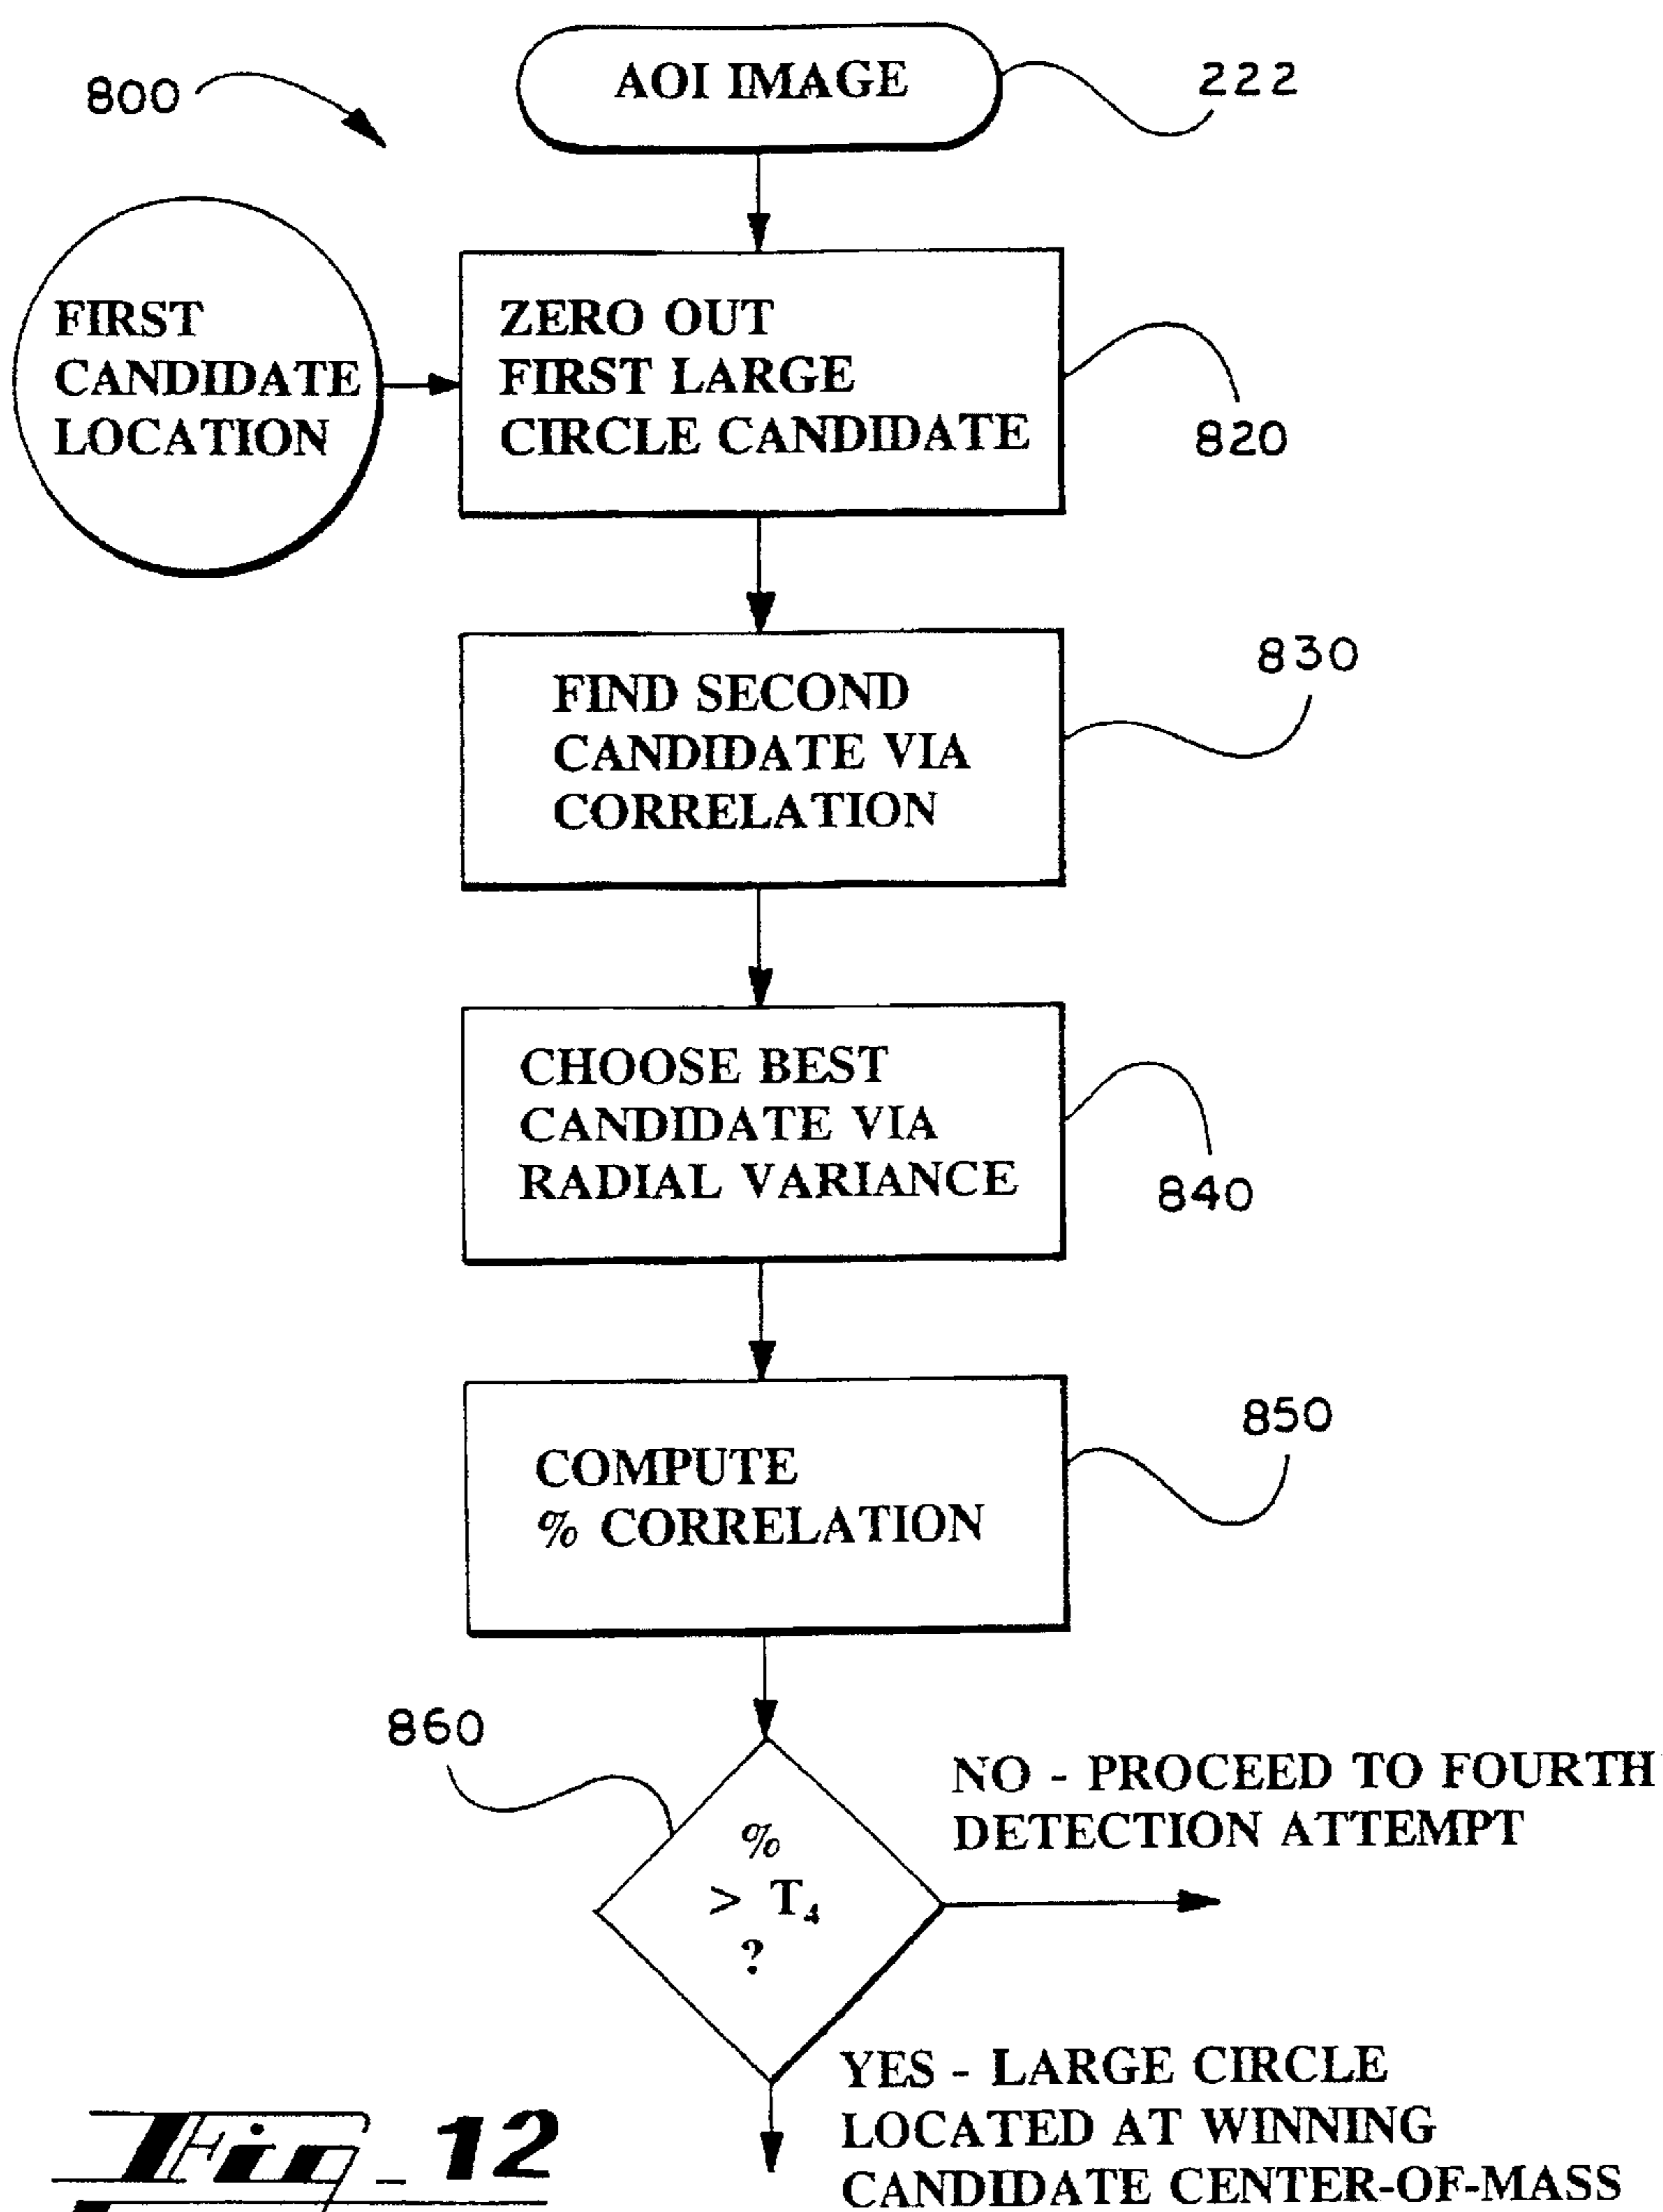 AOI IMAGE
222
800
FIRST
CANDIDATE
LOCATION
ZERO OUT
FIRST LARGE
CIRCLE CANDIDATE
820
FIND SECOND
CANDIDATE VIA
CORRELATION
830
CHOOSE BEST
CANDIDATE VIA
RADIAL VARIANCE
840
COMPUTE
% CORRELATION
850
860
%
> T₄
?
NO - PROCEED TO FOURTH
DETECTION ATTEMPT
YES - LARGE CIRCLE
LOCATED AT WINNING
CANDIDATE CENTER-OF-MASS
Fig_12